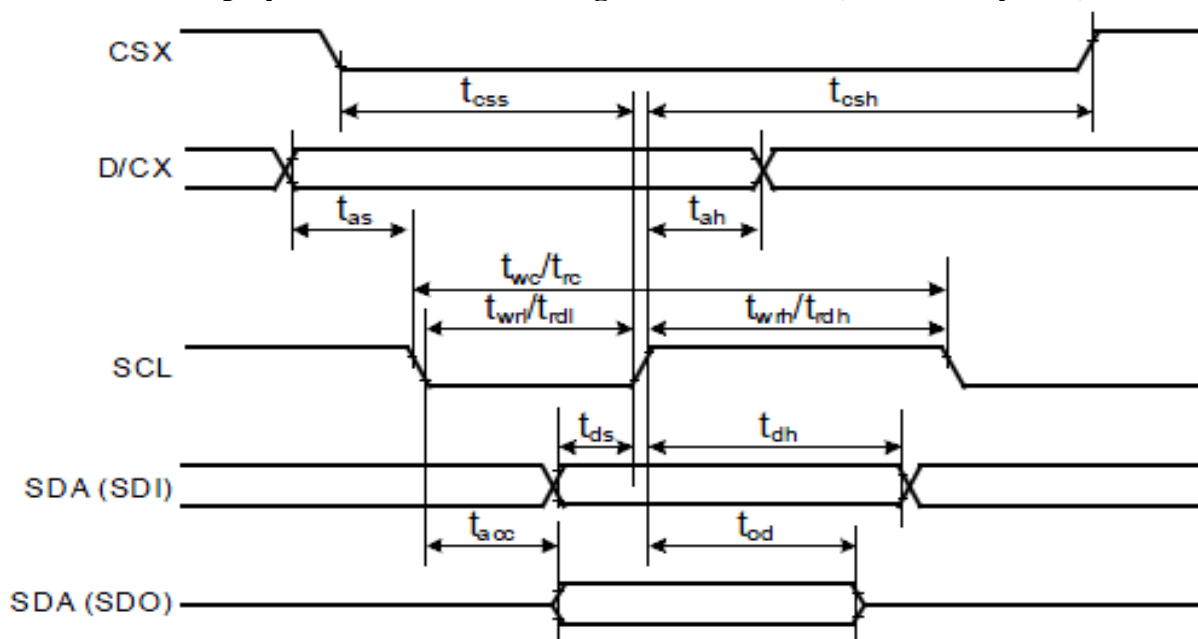 CSX
tcss
tcsh
D/CX
tas
tah
twc/trc
twrl/trdl
twrh/trdh
SCL
tds
tdh
SDA (SDI)
tacc
tod
SDA (SDO)